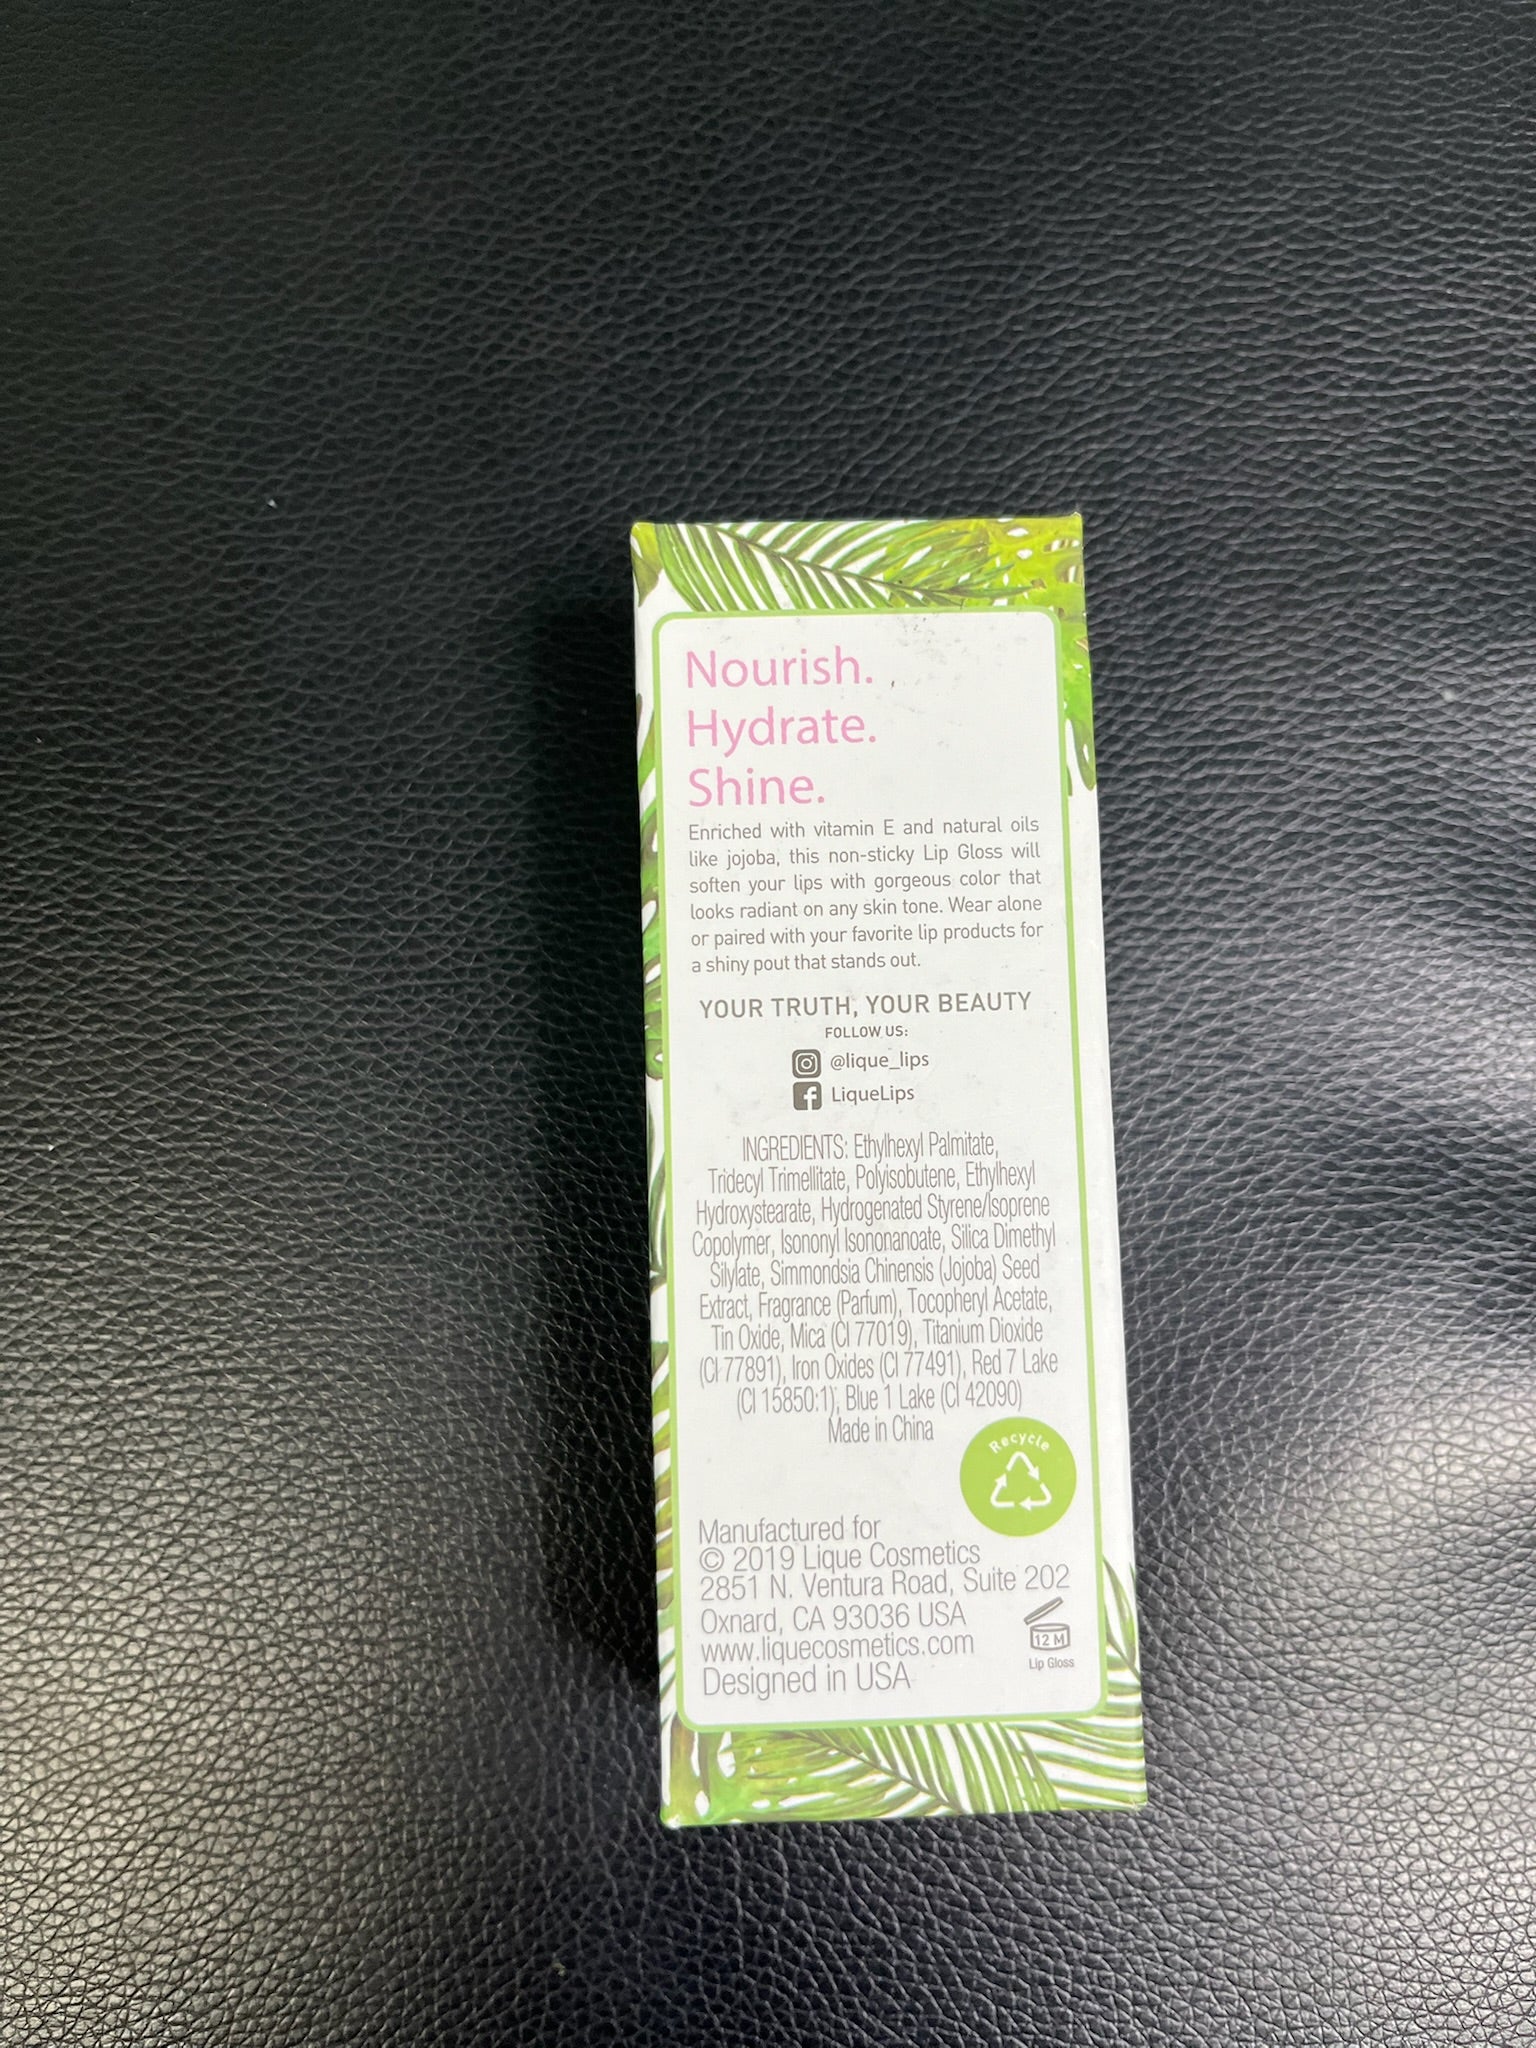 Nourish.
Hydrate.
Shine.
Enriched with vitamin E and natural oils
like jojoba, this non-sticky Lip Gloss will
soften your lips with gorgeous color that
looks radiant on any skin tone. Wear alone
or paired with your favorite lip products for
a shiny pout that stands out.
YOUR TRUTH, YOUR BEAUTY
FOLLOW US:
@lique_lips
LiqueLips
INGREDIENTS: Ethylhexyl Palmitate,
Tridecyl Trimellitate, Polyisobutene, Ethylhexyl
Hydroxystearate, Hydrogenated Styrene/Isoprene
Copolymer, Isononyl Isononanoate, Silica Dimethyl
Silylate, Simmondsia Chinensis (Jojoba) Seed
Extract, Fragrance (Parfum), Tocopheryl Acetate,
Tin Oxide, Mica (CI 77019), Titanium Dioxide
(CI 77891), Iron Oxides (CI 77491), Red 7 Lake
(CI 15850:1), Blue 1 Lake (CI 42090)
Made in China
Recycle
Manufactured for
© 2019 Lique Cosmetics
2851 N. Ventura Road, Suite 202
Oxnard, CA 93036 USA
www.liquecosmetics.com
Designed in USA
12 M
Lip Gloss